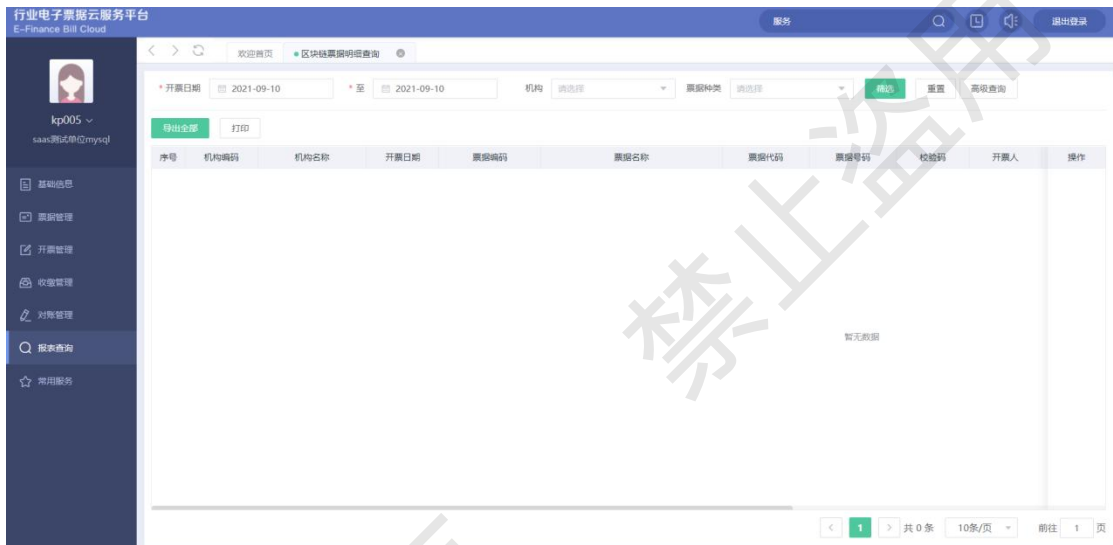 行业电子票据云服务平台
E-Finance Bill Cloud
服务
退出登录
欢迎首页
区块链票据明细查询
* 开票日期 2021-09-10 * 至 2021-09-10 机构 请选择 票据种类 请选择 筛选 重置 高级查询
kp005
saas测试单位mysql
导出全部 打印
序号 机构编码 机构名称 开票日期 票据编码 票据名称 票据代码 票据号码 校验码 开票人 操作
基础信息
票据管理
开票管理
收缴管理
对账管理
报表查询
常用服务
暂无数据
< 1 > 共 0 条 10条/页 前往 1 页
禁止盗用